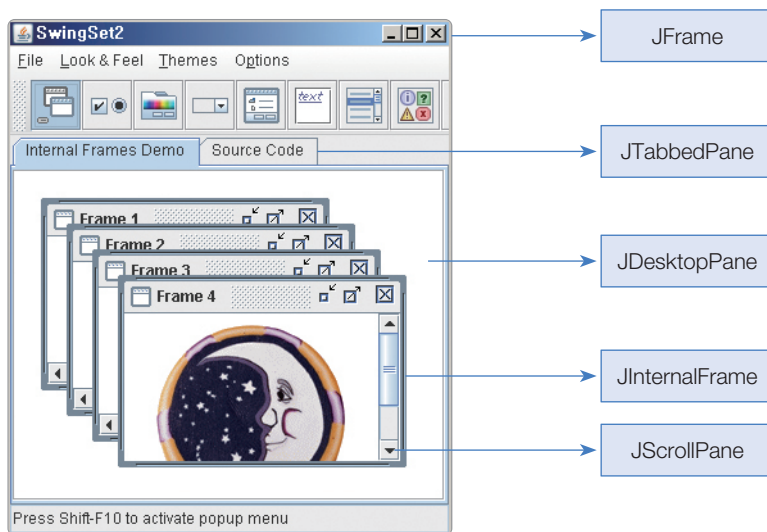 SwingSet2
File Look & Feel Themes Options
text
Internal Frames Demo Source Code
Frame 1
Frame 2
Frame 3
Frame 4
Press Shift-F10 to activate popup menu
JFrame
JTabbedPane
JDesktopPane
JInternalFrame
JScrollPane